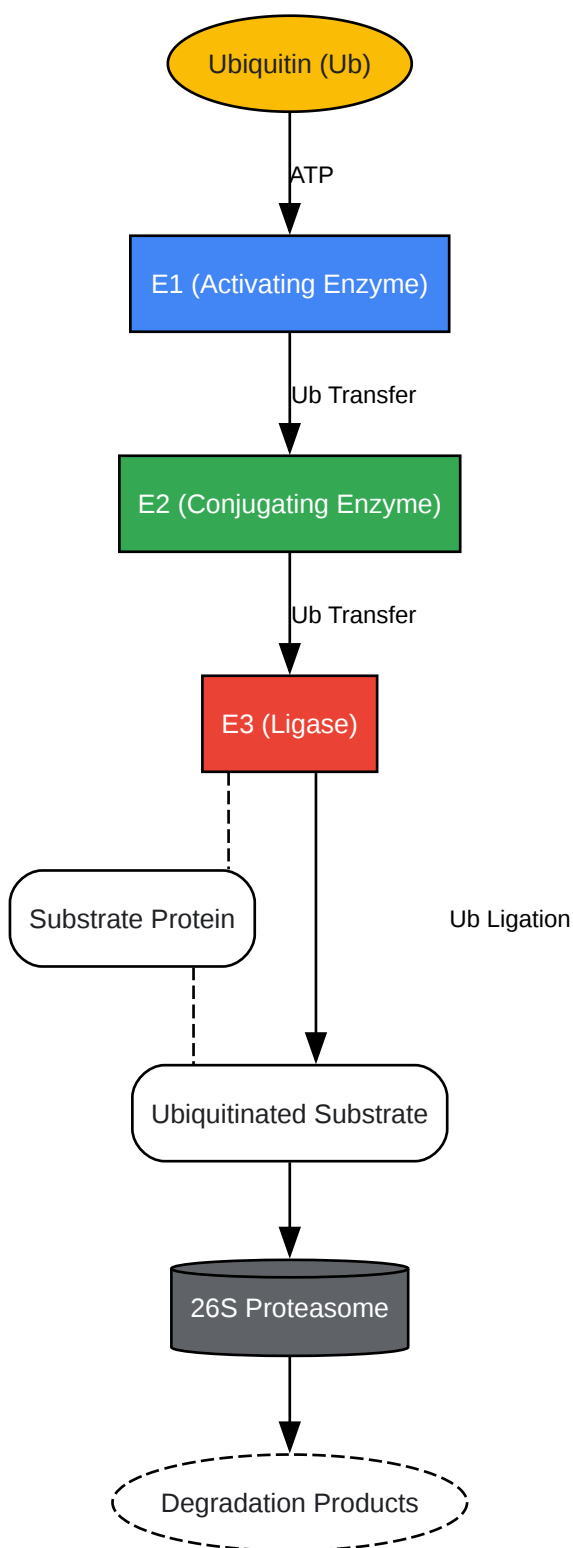 Ubiquitin (Ub)
ATP
E1 (Activating Enzyme)
Ub Transfer
E2 (Conjugating Enzyme)
Ub Transfer
E3 (Ligase)
Substrate Protein
Ub Ligation
Ubiquitinated Substrate
26S Proteasome
Degradation Products